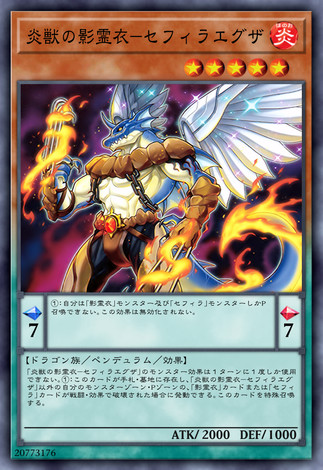 炎獣の影霊衣－セフィラエグザ
炎
①：自分は「影霊衣」モンスター及び「セフィラ」モンスターしかP
召喚できない。この効果は無効化されない。
7
7
【ドラゴン族／ペンデュラム／効果】
「炎獣の影霊衣－セフィラエグザ」のモンスター効果は１ターンに１度しか使用
できない。①：このカードが手札・墓地に存在し、「炎獣の影霊衣－セフィラエグ
ザ」以外の自分のモンスターゾーン・Pゾーンの、「影霊衣」カードまたは「セフィ
ラ」カードが戦闘・効果で破壊された場合に発動できる。このカードを特殊召喚
する。
ATK/ 2000 DEF/1000
20773176